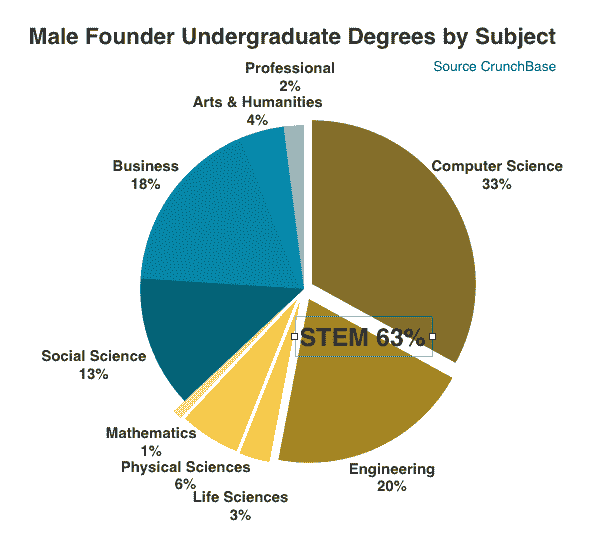 Male Founder Undergraduate Degrees by Subject
Source CrunchBase
Professional
2%
Arts & Humanities
4%
Business
18%
Computer Science
33%
STEM 63%
Social Science
13%
Mathematics
1%
Physical Sciences
6%
Life Sciences
3%
Engineering
20%